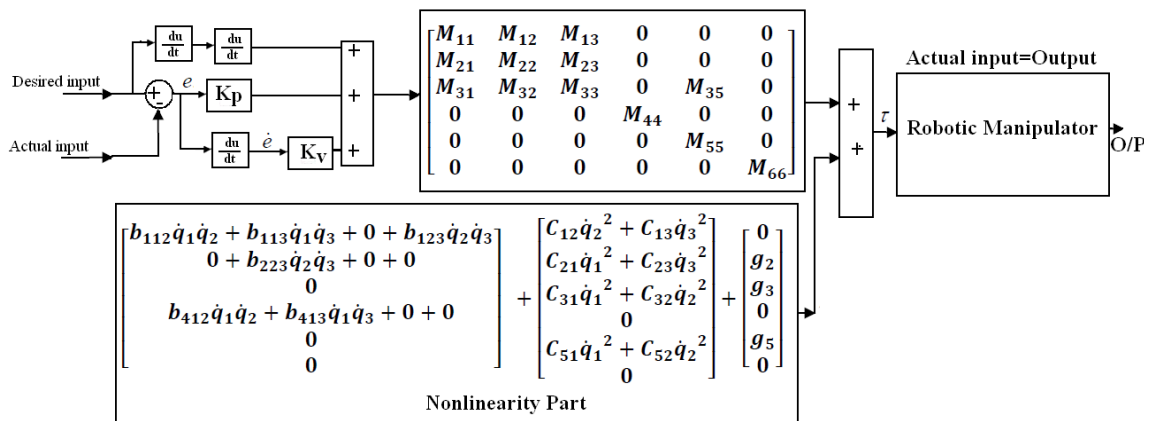 Desired input
Actual input
du/dt
du/dt
e
Kp
du/dt
ė
Kv
+
+
+
-
[M₁₁ M₁₂ M₁₃ 0 0 0]
[M₂₁ M₂₂ M₂₃ 0 0 0]
[M₃₁ M₃₂ M₃₃ 0 M₃₅ 0]
[0 0 0 M₄₄ 0 0]
[0 0 0 0 M₅₅ 0]
[0 0 0 0 0 M₆₆]
+
+
τ
Actual input=Output
Robotic Manipulator
O/P
[b₁₁₂q̇₁q̇₂ + b₁₁₃q̇₁q̇₃ + 0 + b₁₂₃q̇₂q̇₃] [C₁₂q̇₂² + C₁₃q̇₃²] [0]
[0 + b₂₂₃q̇₂q̇₃ + 0 + 0] [C₂₁q̇₁² + C₂₃q̇₃²] [g₂]
[0] + [C₃₁q̇₁² + C₃₂q̇₂²] + [g₃]
[b₄₁₂q̇₁q̇₂ + b₄₁₃q̇₁q̇₃ + 0 + 0] [0] [0]
[0] [C₅₁q̇₁² + C₅₂q̇₂²] [g₅]
[0] [0] [0]
Nonlinearity Part